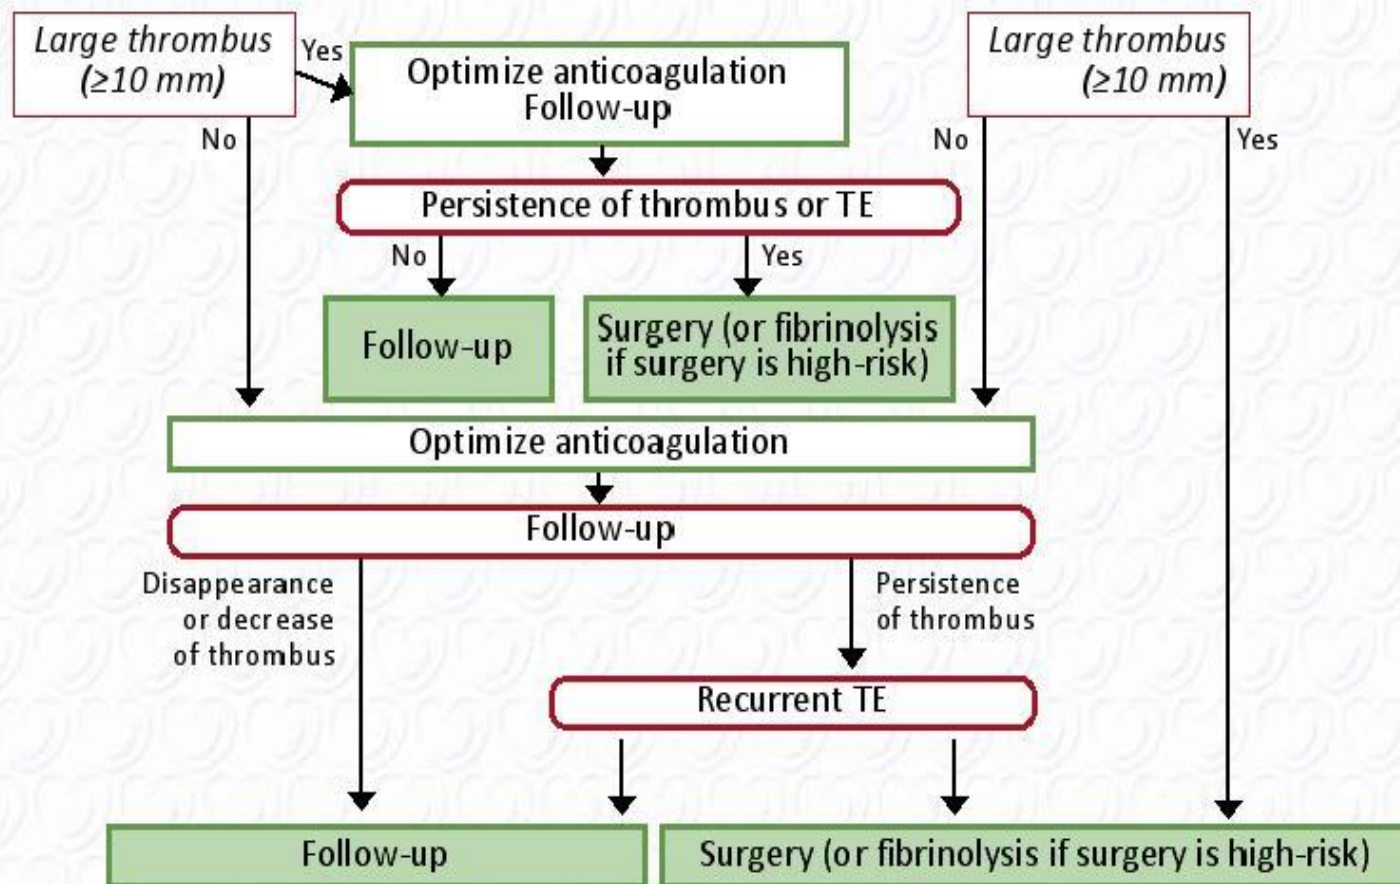 Large thrombus
(≥10 mm)
Yes
No
Optimize anticoagulation
Follow-up
Large thrombus
(≥10 mm)
No
Yes
Persistence of thrombus or TE
No
Yes
Follow-up
Surgery (or fibrinolysis
if surgery is high-risk)
Optimize anticoagulation
Follow-up
Disappearance
or decrease
of thrombus
Persistence
of thrombus
Recurrent TE
Follow-up
Surgery (or fibrinolysis if surgery is high-risk)